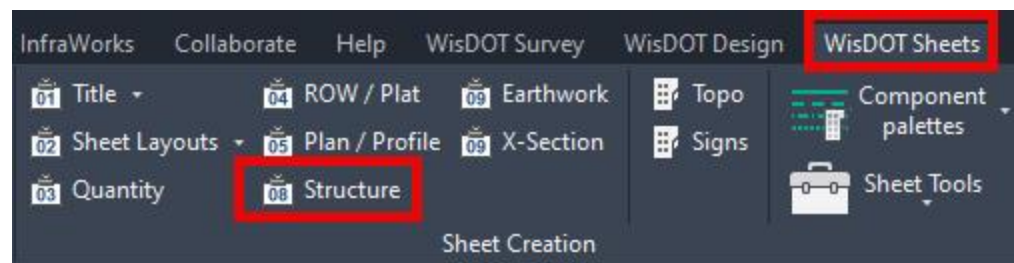 InfraWorks Collaborate Help WisDOT Survey WisDOT Design WisDOT Sheets
01 Title 04 ROW / Plat 09 Earthwork Topo Component
palettes
02 Sheet Layouts 05 Plan / Profile 09 X-Section Signs
03 Quantity 08 Structure Sheet Tools
Sheet Creation